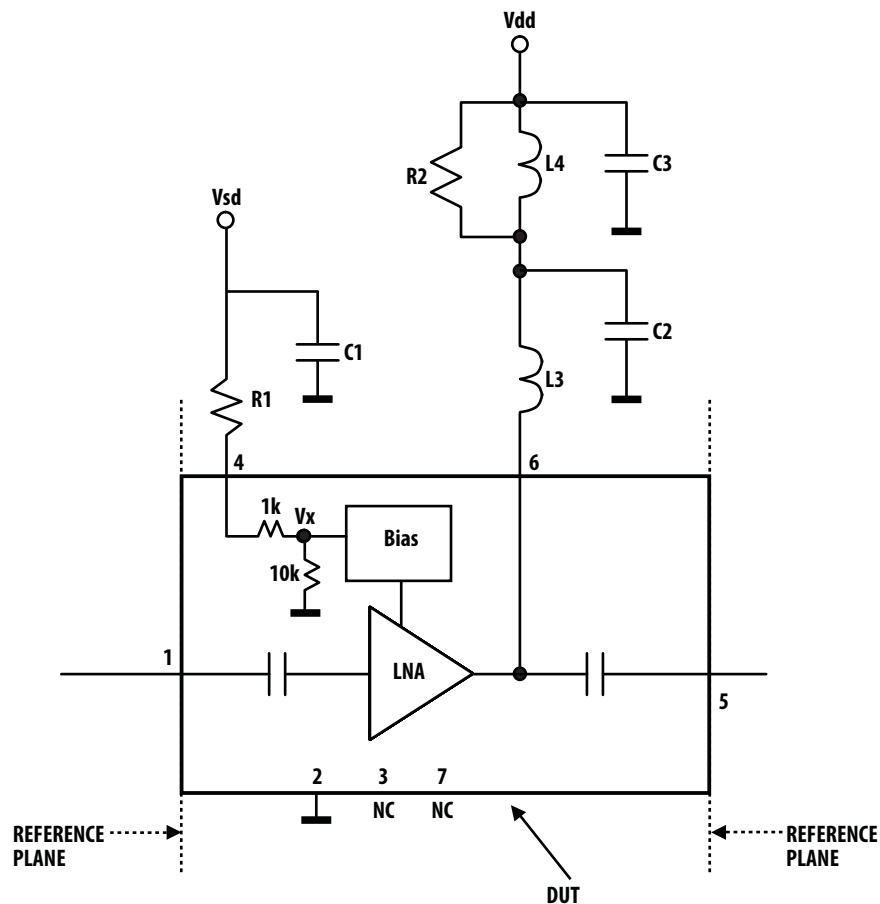 Vdd
R2
L4
C3
Vsd
C1
L3
C2
R1
4
6
1k
Vx
10k
Bias
LNA
1
5
2
3
7
NC
NC
REFERENCE
PLANE
REFERENCE
PLANE
DUT